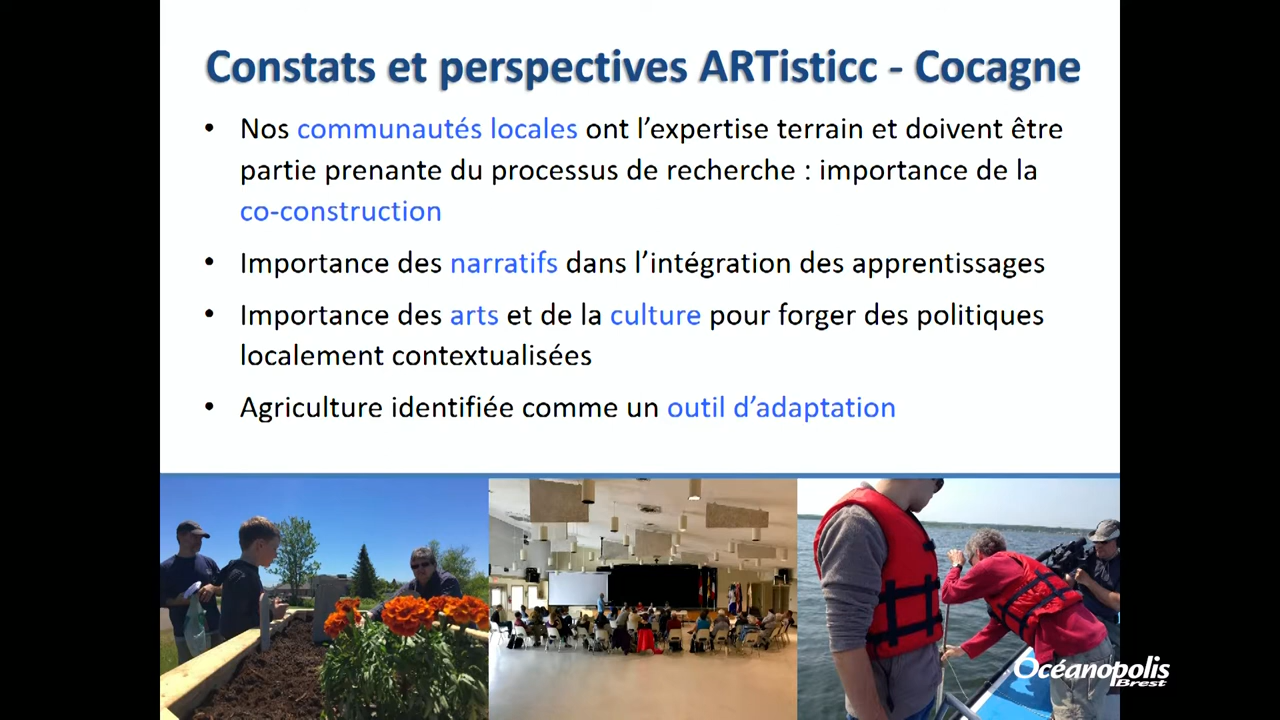 Constats et perspectives ARTisticc - Cocagne
• Nos communautés locales ont l’expertise terrain et doivent être
partie prenante du processus de recherche : importance de la
co-construction
• Importance des narratifs dans l’intégration des apprentissages
• Importance des arts et de la culture pour forger des politiques
localement contextualisées
• Agriculture identifiée comme un outil d’adaptation
Océanopolis
Brest